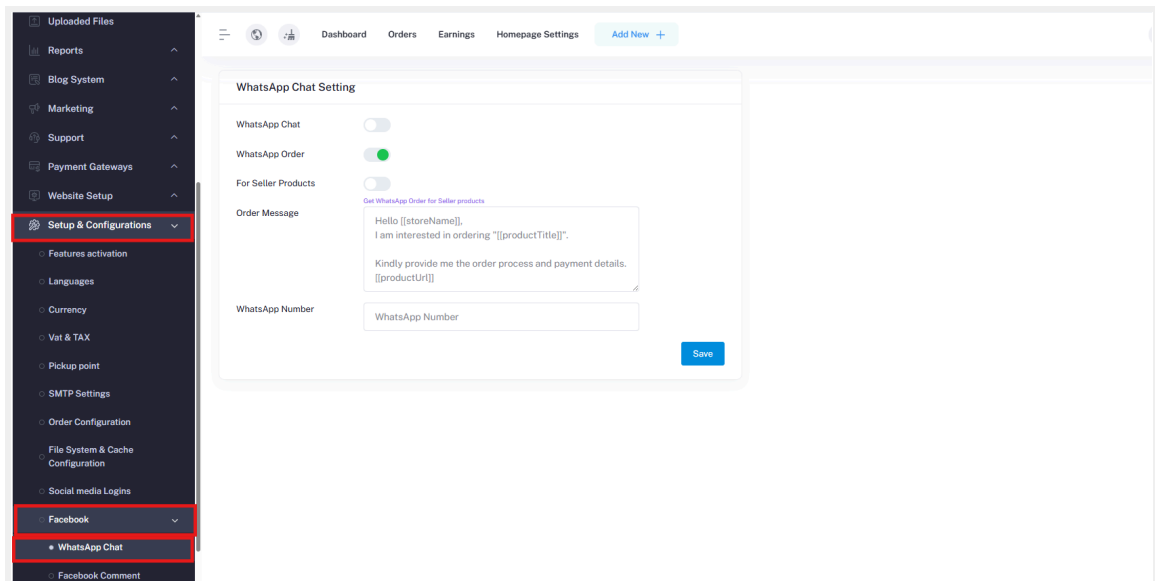 Uploaded Files
Reports
Blog System
Marketing
Support
Payment Gateways
Website Setup
Setup & Configurations
Features activation
Languages
Currency
Vat & TAX
Pickup point
SMTP Settings
Order Configuration
File System & Cache
Configuration
Social media Logins
Facebook
WhatsApp Chat
Facebook Comment
Dashboard Orders Earnings Homepage Settings Add New +
WhatsApp Chat Setting
WhatsApp Chat
WhatsApp Order
For Seller Products
Get WhatsApp Order for Seller products
Order Message
Hello [[storeName]],
I am interested in ordering "[[productTitle]]".
Kindly provide me the order process and payment details.
[[productUrl]]
WhatsApp Number
WhatsApp Number
Save